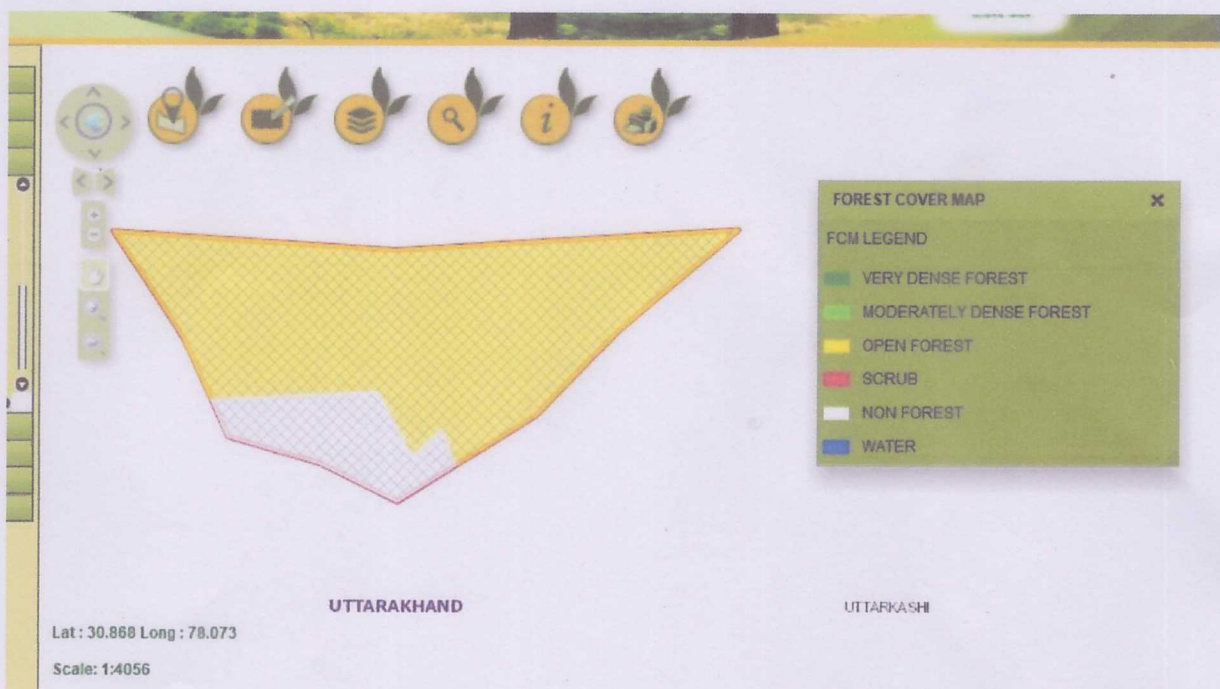 FOREST COVER MAP
FCM LEGEND
VERY DENSE FOREST
MODERATELY DENSE FOREST
OPEN FOREST
SCRUB
NON FOREST
WATER
UTTARAKHAND
UTTARKASHI
Lat : 30.868 Long : 78.073
Scale: 1:4056